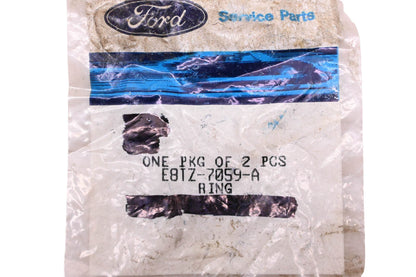 Ford
Service Parts
ONE PKG OF 2 PCS
E8TZ-7059-A
RING